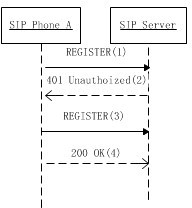 SIP Phone A
SIP Server
REGISTER(1)
401 Unauthoized(2)
REGISTER(3)
200 OK(4)